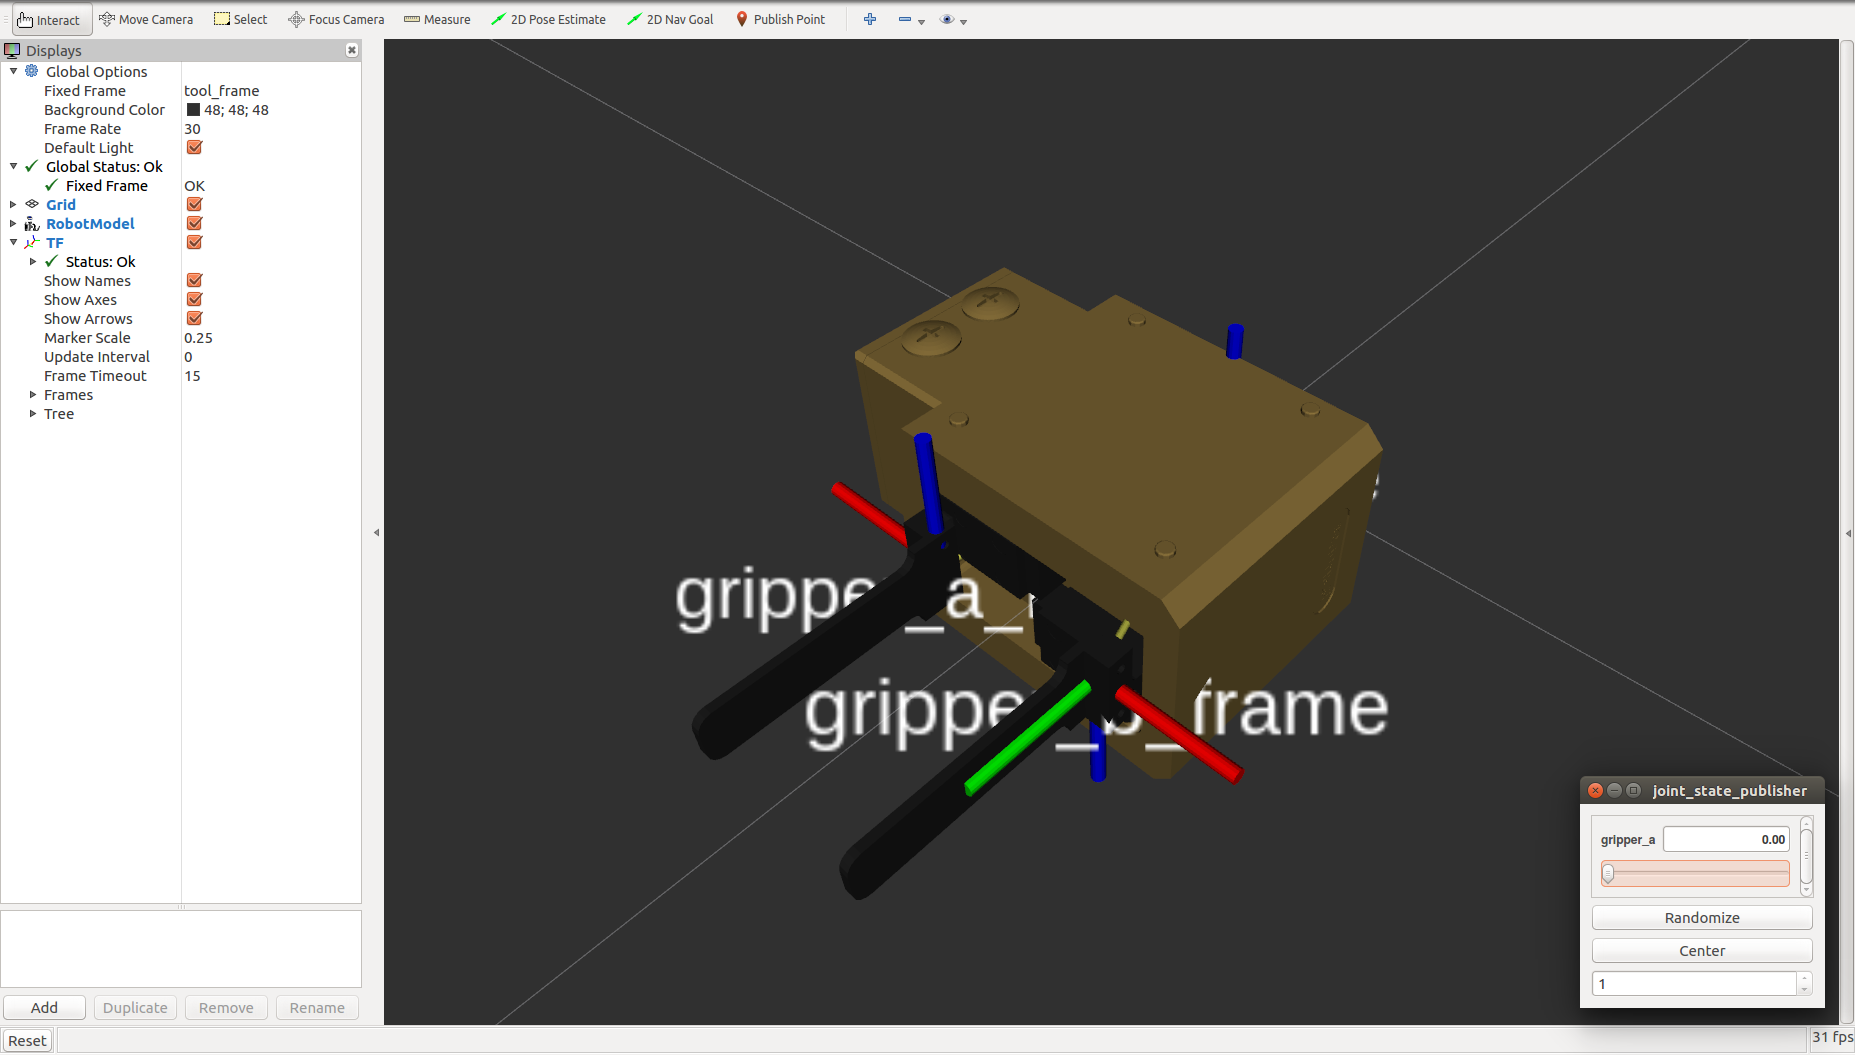 Interact Move Camera Select Focus Camera Measure 2D Pose Estimate 2D Nav Goal Publish Point
Displays
Global Options
Fixed Frame tool_frame
Background Color 48; 48; 48
Frame Rate 30
Default Light
Global Status: Ok
Fixed Frame OK
Grid
RobotModel
TF
Status: Ok
Show Names
Show Axes
Show Arrows
Marker Scale 0.25
Update Interval 0
Frame Timeout 15
Frames
Tree
gripper_a_
gripper_b_frame
joint_state_publisher
gripper_a 0.00
Randomize
Center
1
Add Duplicate Remove Rename
Reset
31 fps